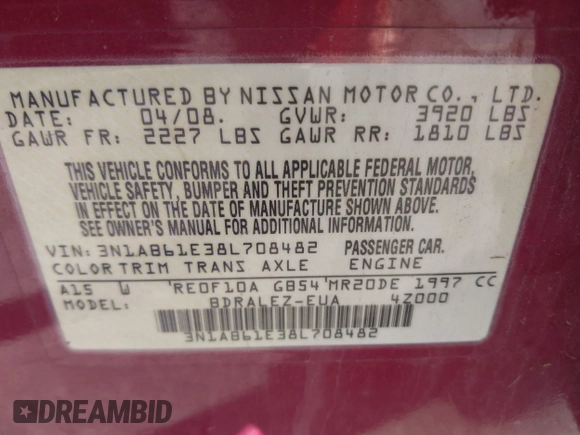 MANUFACTURED BY NISSAN MOTOR CO., LTD.
DATE: 04/08. GVWR: 3920 LBS
GAWR FR: 2227 LBS GAWR RR: 1810 LBS
THIS VEHICLE CONFORMS TO ALL APPLICABLE FEDERAL MOTOR,
VEHICLE SAFETY, BUMPER AND THEFT PREVENTION STANDARDS
IN EFFECT ON THE DATE OF MANUFACTURE SHOWN ABOVE.
SEE OWNER'S MANUAL FOR ADDITIONAL INFORMATION.
VIN: 3N1AB61E38L708482 PASSENGER CAR.
COLOR TRIM TRANS AXLE ENGINE
A15 W 'RE0F10A GB54'MR20DE 1997 CC
MODEL: BDRALEZ-EWA 4Z000
3N1AB61E38L708482
DREAMBID